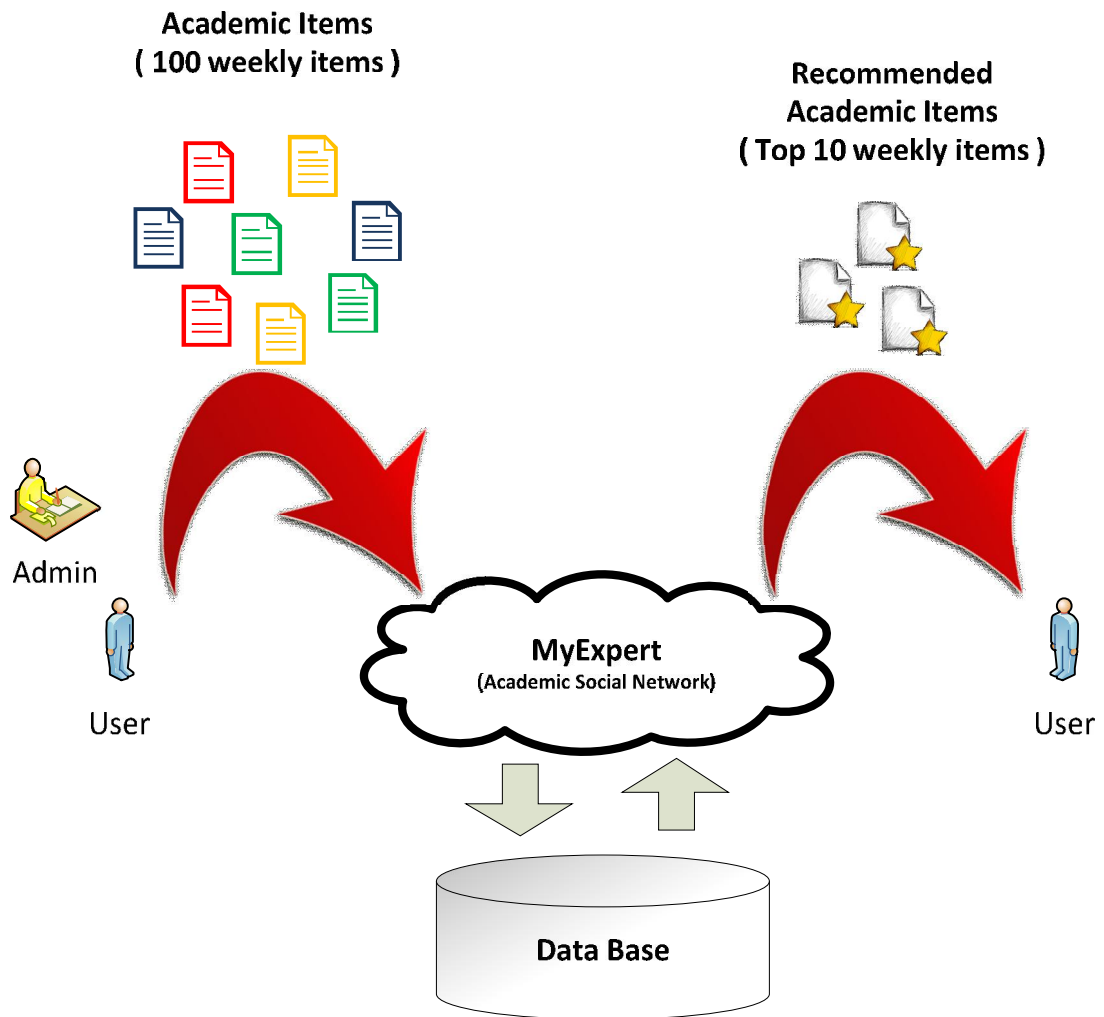 Academic Items
( 100 weekly items )
Recommended
Academic Items
( Top 10 weekly items )
Admin
User
MyExpert
(Academic Social Network)
User
Data Base